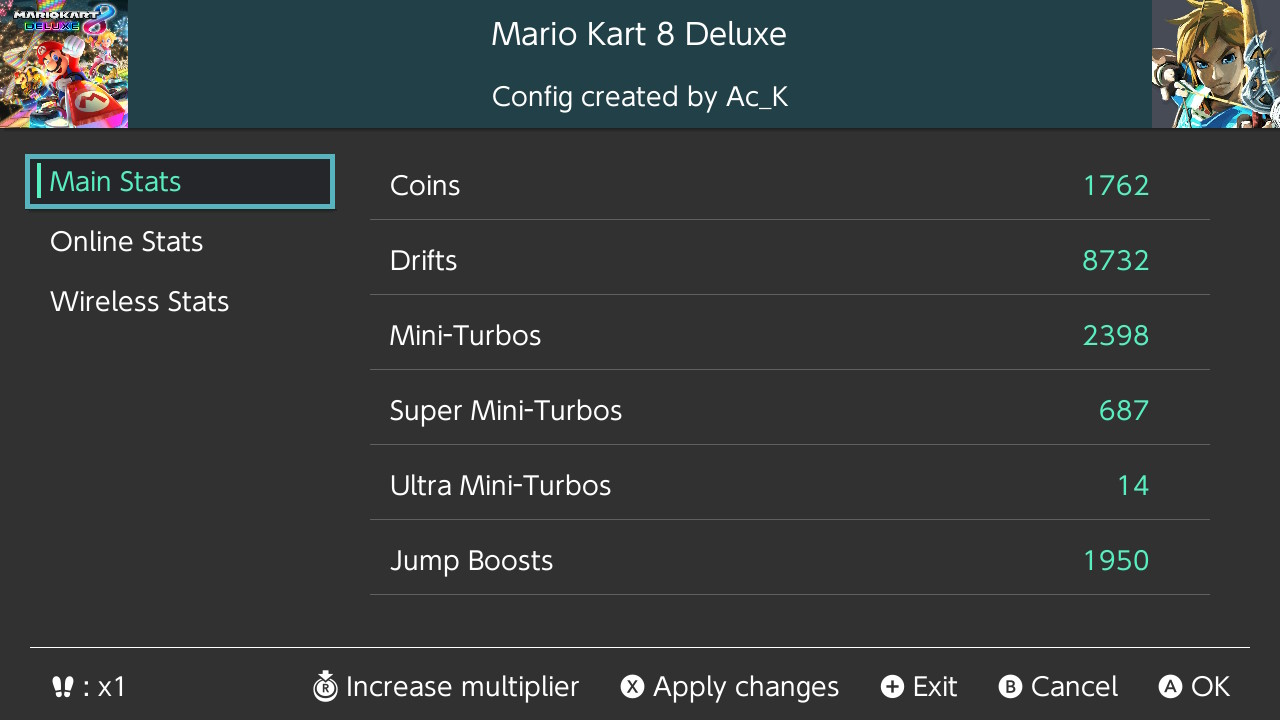 MARIOKART 8
DELUXE
Mario Kart 8 Deluxe
Config created by Ac_K
Main Stats
Online Stats
Wireless Stats
Coins 1762
Drifts 8732
Mini-Turbos 2398
Super Mini-Turbos 687
Ultra Mini-Turbos 14
Jump Boosts 1950
: x1 R Increase multiplier X Apply changes + Exit B Cancel A OK